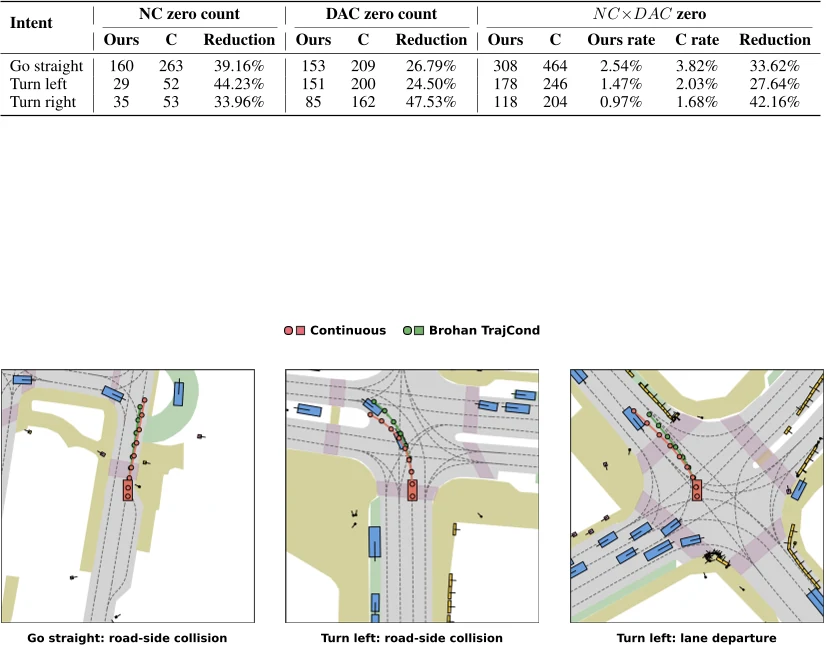 Intent NC zero count DAC zero count NC×DAC zero
Ours C Reduction Ours C Reduction Ours C Ours rate C rate Reduction
Go straight 160 263 39.16% 153 209 26.79% 308 464 2.54% 3.82% 33.62%
Turn left 29 52 44.23% 151 200 24.50% 178 246 1.47% 2.03% 27.64%
Turn right 35 53 33.96% 85 162 47.53% 118 204 0.97% 1.68% 42.16%
Continuous Brohan TrajCond
Go straight: road-side collision Turn left: road-side collision Turn left: lane departure